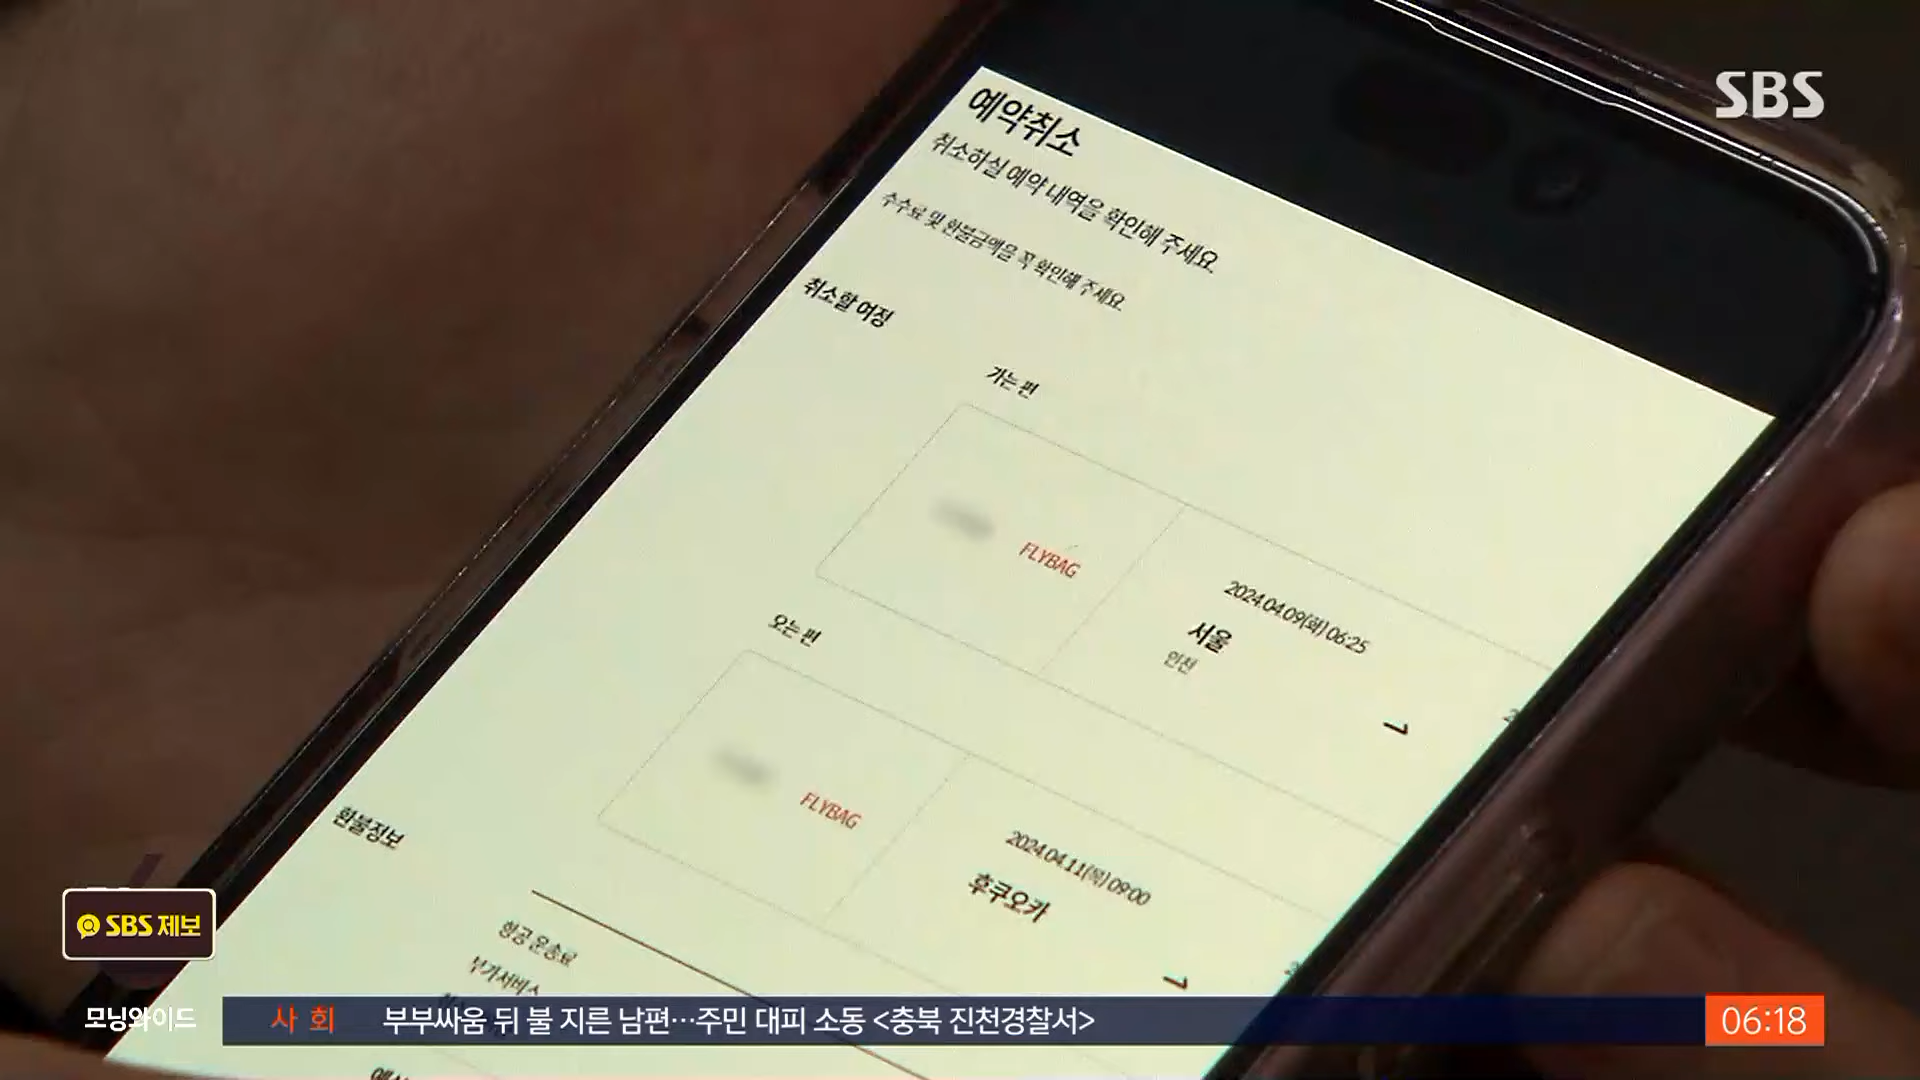 SBS
예약취소
취소하실 예약 내역을 확인해 주세요.
수수료 및 환불금액을 꼭 확인해 주세요.
취소할 여정
가는 편
FLYBAG
2024.04.09(화) 06:25
서울
인천
오는 편
FLYBAG
2024.04.11(목) 09:00
후쿠오카
환불정보
항공 운송료
부가서비스
SBS 제보
모닝와이드
사회
부부싸움 뒤 불 지른 남편…주민 대피 소동 <충북 진천경찰서>
06:18